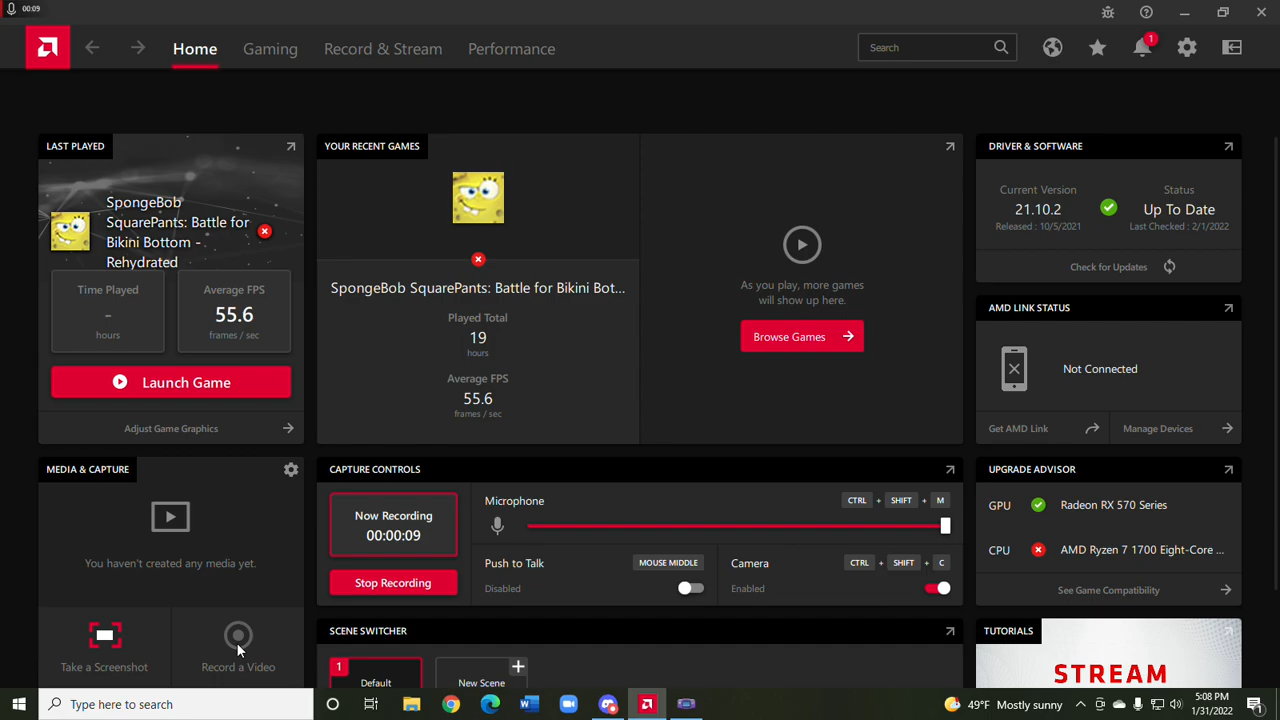 00:09
Home
Gaming
Record & Stream
Performance
Search
1
LAST PLAYED
SpongeBob
SquarePants: Battle for
Bikini Bottom -
Rehydrated
Time Played
-
hours
Average FPS
55.6
frames / sec
Launch Game
Adjust Game Graphics
YOUR RECENT GAMES
SpongeBob SquarePants: Battle for Bikini Bot...
Played Total
19
hours
Average FPS
55.6
frames / sec
As you play, more games
will show up here.
Browse Games
DRIVER & SOFTWARE
Current Version
21.10.2
Released : 10/5/2021
Status
Up To Date
Last Checked : 2/1/2022
Check for Updates
AMD LINK STATUS
Not Connected
Get AMD Link
Manage Devices
MEDIA & CAPTURE
You haven't created any media yet.
Take a Screenshot
Record a Video
CAPTURE CONTROLS
Now Recording
00:00:09
Stop Recording
Microphone
CTRL + SHIFT + M
Push to Talk
MOUSE MIDDLE
Disabled
Camera
CTRL + SHIFT + C
Enabled
SCENE SWITCHER
1
Default
New Scene
UPGRADE ADVISOR
GPU
Radeon RX 570 Series
CPU
AMD Ryzen 7 1700 Eight-Core ...
See Game Compatibility
TUTORIALS
STREAM
Type here to search
49°F Mostly sunny
5:08 PM
1/31/2022
1